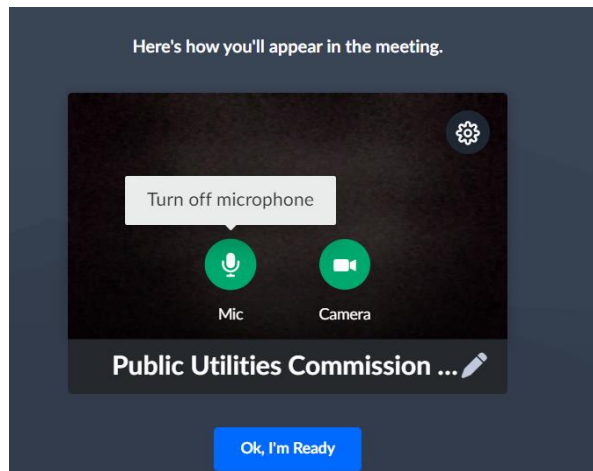 Here's how you'll appear in the meeting.
Turn off microphone
Mic Camera
Public Utilities Commission ...
Ok, I'm Ready